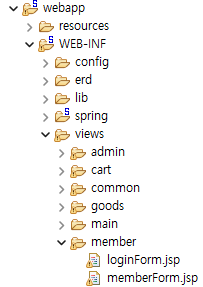 webapp
resources
WEB-INF
config
erd
lib
spring
views
admin
cart
common
goods
main
member
loginForm.jsp
memberForm.jsp